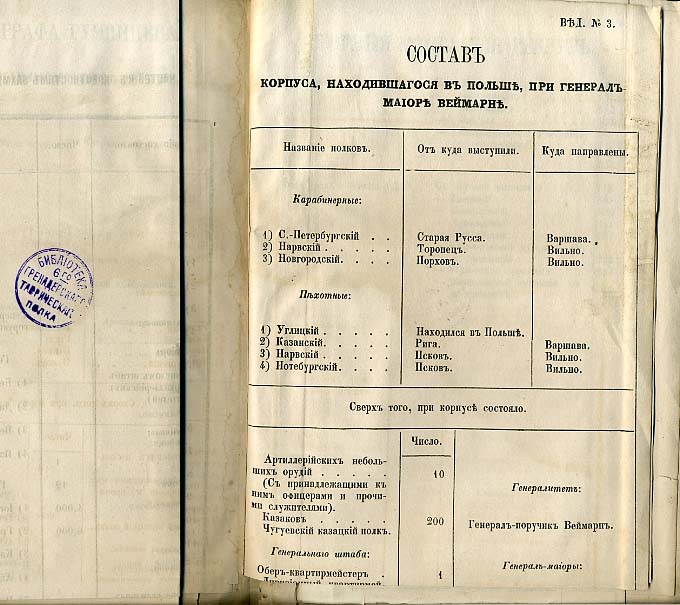 ВѢД. № 3.
СОСТАВЪ
КОРПУСА, НАХОДИВШАГОСЯ ВЪ ПОЛЬШѢ, ПРИ ГЕНЕРАЛЪ-
МАІОРѢ ВЕЙМАРНѢ.
Названіе полковъ. Отъ куда выступили. Куда направлены.
Карабинерные:
1) С.-Петербургскій . . Старая Русса. Варшава.
2) Нарвскій . . . . . Торопецъ. Вильно.
3) Новгородскій. . . . Порховъ. Вильно.
Пѣхотные:
1) Углицкій . . . . . Находился въ Польшѣ.
2) Казанскій. . . . . Рига. Варшава.
3) Нарвскій . . . . . Псковъ. Вильно.
4) Нотебургскій. . . . Псковъ. Вильно.
Сверхъ того, при корпусѣ состояло.
Число.
Артиллерійскихъ неболь-
шихъ орудій . . . . . 10
(Съ принадлежащими къ
нимъ офицерами и прочи-
ми служителями).
Казаковъ . . . . . 200
Чугуевскій казацкій полкъ.
Генеральнаго штаба:
Оберъ-квартирмейстеръ . 1
Генералитетъ:
Генералъ-поручик Веймарнъ.
Генералъ-маіоры:
БИБЛІОТЕКА
6 ГО
ГРЕНАДЕРСКАГО
ТАВРИЧЕСКАГО
ПОЛКА